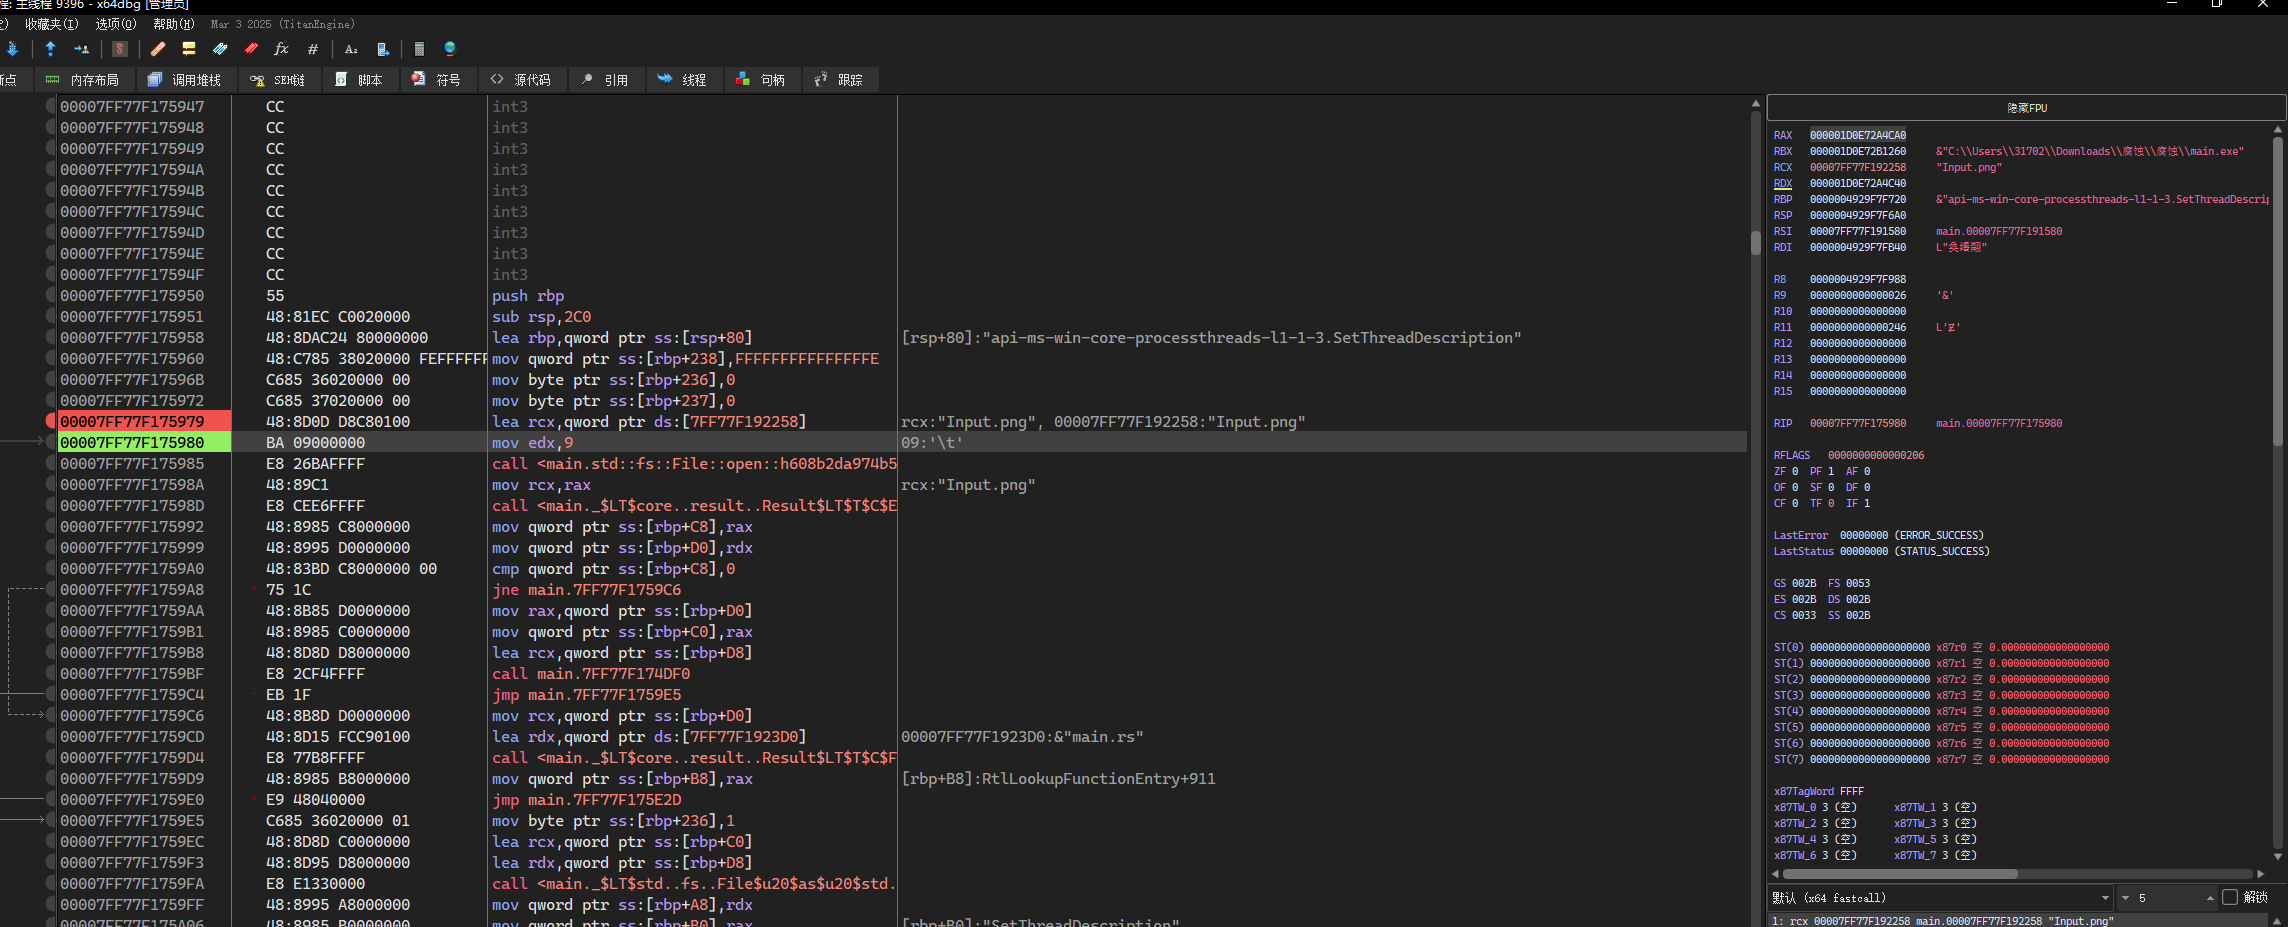 程: 主线程 9396 - x64dbg [管理员]
收藏夹(I) 选项(O) 帮助(H) Mar 3 2025 (TitanEngine)
断点 内存布局 调用堆栈 SEH链 脚本 符号 源代码 引用 线程 句柄 跟踪
00007FF77F175947 CC int3
00007FF77F175948 CC int3
00007FF77F175949 CC int3
00007FF77F17594A CC int3
00007FF77F17594B CC int3
00007FF77F17594C CC int3
00007FF77F17594D CC int3
00007FF77F17594E CC int3
00007FF77F17594F CC int3
00007FF77F175950 55 push rbp
00007FF77F175951 48:81EC C0020000 sub rsp,2C0
00007FF77F175958 48:8DAC24 80000000 lea rbp,qword ptr ss:[rsp+80] [rsp+80]:"api-ms-win-core-processthreads-l1-1-3.SetThreadDescription"
00007FF77F175960 48:C785 38020000 FEFFFFFF mov qword ptr ss:[rbp+238],FFFFFFFFFFFFFFFE
00007FF77F17596B C685 36020000 00 mov byte ptr ss:[rbp+236],0
00007FF77F175972 C685 37020000 00 mov byte ptr ss:[rbp+237],0
00007FF77F175979 48:8D0D D8C80100 lea rcx,qword ptr ds:[7FF77F192258] rcx:"Input.png", 00007FF77F192258:"Input.png"
00007FF77F175980 BA 09000000 mov edx,9 09:'\t'
00007FF77F175985 E8 26BAFFFF call <main.std::fs::File::open::h608b2da974b5
00007FF77F17598A 48:89C1 mov rcx,rax rcx:"Input.png"
00007FF77F17598D E8 CEE6FFFF call <main._$LT$core..result..Result$LT$T$C$E
00007FF77F175992 48:8985 C8000000 mov qword ptr ss:[rbp+C8],rax
00007FF77F175999 48:8995 D0000000 mov qword ptr ss:[rbp+D0],rdx
00007FF77F1759A0 48:83BD C8000000 00 cmp qword ptr ss:[rbp+C8],0
00007FF77F1759A8 75 1C jne main.7FF77F1759C6
00007FF77F1759AA 48:8B85 D0000000 mov rax,qword ptr ss:[rbp+D0]
00007FF77F1759B1 48:8985 C0000000 mov qword ptr ss:[rbp+C0],rax
00007FF77F1759B8 48:8D8D D8000000 lea rcx,qword ptr ss:[rbp+D8]
00007FF77F1759BF E8 2CF4FFFF call main.7FF77F174DF0
00007FF77F1759C4 EB 1F jmp main.7FF77F1759E5
00007FF77F1759C6 48:8B8D D0000000 mov rcx,qword ptr ss:[rbp+D0]
00007FF77F1759CD 48:8D15 FCC90100 lea rdx,qword ptr ds:[7FF77F1923D0] 00007FF77F1923D0:&"main.rs"
00007FF77F1759D4 E8 77B8FFFF call <main._$LT$core..result..Result$LT$T$C$F
00007FF77F1759D9 48:8985 B8000000 mov qword ptr ss:[rbp+B8],rax [rbp+B8]:RtlLookupFunctionEntry+911
00007FF77F1759E0 E9 48040000 jmp main.7FF77F175E2D
00007FF77F1759E5 C685 36020000 01 mov byte ptr ss:[rbp+236],1
00007FF77F1759EC 48:8D8D C0000000 lea rcx,qword ptr ss:[rbp+C0]
00007FF77F1759F3 48:8D95 D8000000 lea rdx,qword ptr ss:[rbp+D8]
00007FF77F1759FA E8 E1330000 call <main._$LT$std..fs..File$u20$as$u20$std.
00007FF77F1759FF 48:8995 A8000000 mov qword ptr ss:[rbp+A8],rdx
00007FF77F175A06 48:8985 B0000000 mov qword ptr ss:[rbp+B0],rax [rbp+B0]:"SetThreadDescription"
隐藏FPU
RAX 000001D0E72A4CA0
RBX 000001D0E72B1260 &"C:\\Users\\31702\\Downloads\\腐蚀\\腐蚀\\main.exe"
RCX 00007FF77F192258 "Input.png"
RDX 000001D0E72A4C40
RBP 0000004929F7F720 &"api-ms-win-core-processthreads-l1-1-3.SetThreadDescrip
RSP 0000004929F7F6A0
RSI 00007FF77F191580 main.00007FF77F191580
RDI 0000004929F7FB40
R8 0000004929F7F988
R9 0000000000000026 '&'
R10 0000000000000000
R11 0000000000000246 L'Ɇ'
R12 0000000000000000
R13 0000000000000000
R14 0000000000000000
R15 0000000000000000
RIP 00007FF77F175980 main.00007FF77F175980
RFLAGS 0000000000000206
ZF 0 PF 1 AF 0
OF 0 SF 0 DF 0
CF 0 TF 0 IF 1
LastError 00000000 (ERROR_SUCCESS)
LastStatus 00000000 (STATUS_SUCCESS)
GS 002B FS 0053
ES 002B DS 002B
CS 0033 SS 002B
ST(0) 00000000000000000000 x87r0 空 0.000000000000000000
ST(1) 00000000000000000000 x87r1 空 0.000000000000000000
ST(2) 00000000000000000000 x87r2 空 0.000000000000000000
ST(3) 00000000000000000000 x87r3 空 0.000000000000000000
ST(4) 00000000000000000000 x87r4 空 0.000000000000000000
ST(5) 00000000000000000000 x87r5 空 0.000000000000000000
ST(6) 00000000000000000000 x87r6 空 0.000000000000000000
ST(7) 00000000000000000000 x87r7 空 0.000000000000000000
x87TagWord FFFF
x87TW_0 3 (空) x87TW_1 3 (空)
x87TW_2 3 (空) x87TW_3 3 (空)
x87TW_4 3 (空) x87TW_5 3 (空)
x87TW_6 3 (空) x87TW_7 3 (空)
默认 (x64 fastcall) 5 解锁
1: rcx 00007FF77F192258 main.00007FF77F192258 "Input.png"